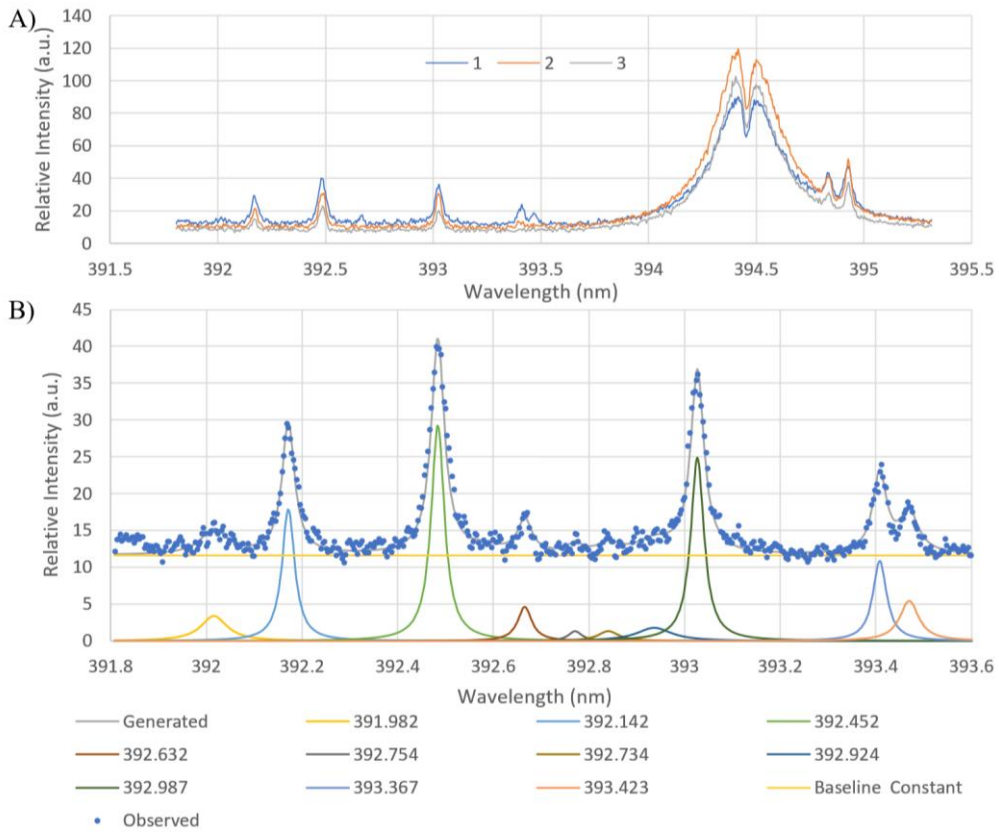 A)
Relative Intensity (a.u.)
140
120
100
80
60
40
20
0
1 2 3
391.5 392 392.5 393 393.5 394 394.5 395 395.5
Wavelength (nm)
B)
Relative Intensity (a.u.)
45
40
35
30
25
20
15
10
5
0
391.8 392 392.2 392.4 392.6 392.8 393 393.2 393.4 393.6
Wavelength (nm)
Generated 391.982 392.142 392.452
392.632 392.754 392.734 392.924
392.987 393.367 393.423 Baseline Constant
Observed